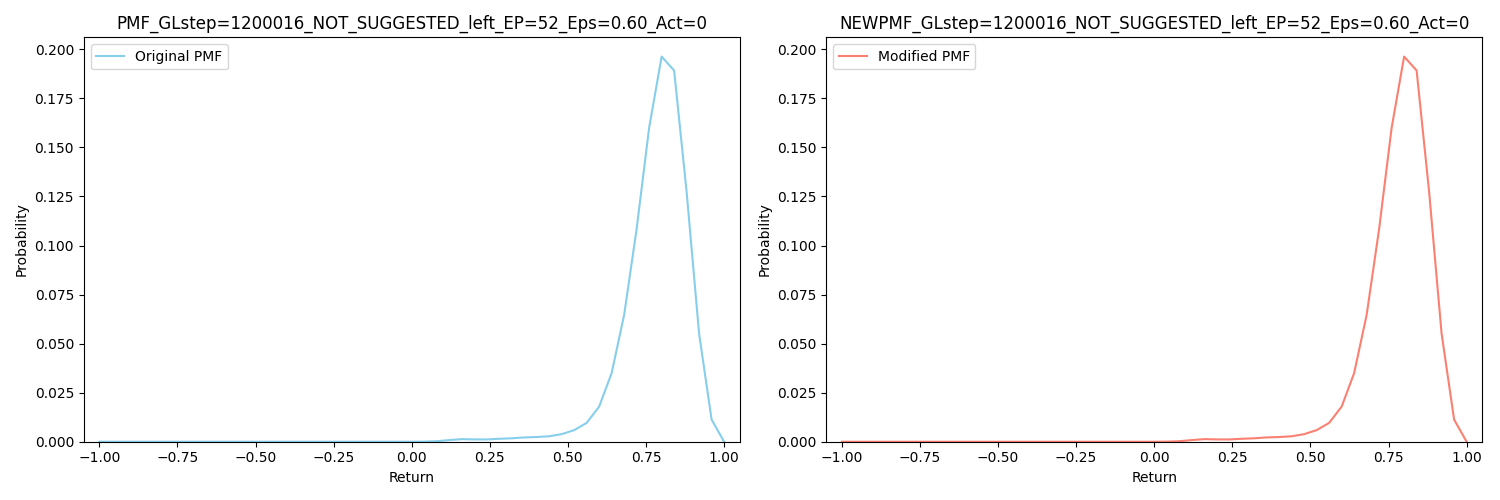 PMF_GLstep=1200016_NOT_SUGGESTED_left_EP=52_Eps=0.60_Act=0
Original PMF
Probability
0.200
0.175
0.150
0.125
0.100
0.075
0.050
0.025
0.000
−1.00 −0.75 −0.50 −0.25 0.00 0.25 0.50 0.75 1.00
Return
NEWPMF_GLstep=1200016_NOT_SUGGESTED_left_EP=52_Eps=0.60_Act=0
Modified PMF
Probability
0.200
0.175
0.150
0.125
0.100
0.075
0.050
0.025
0.000
−1.00 −0.75 −0.50 −0.25 0.00 0.25 0.50 0.75 1.00
Return